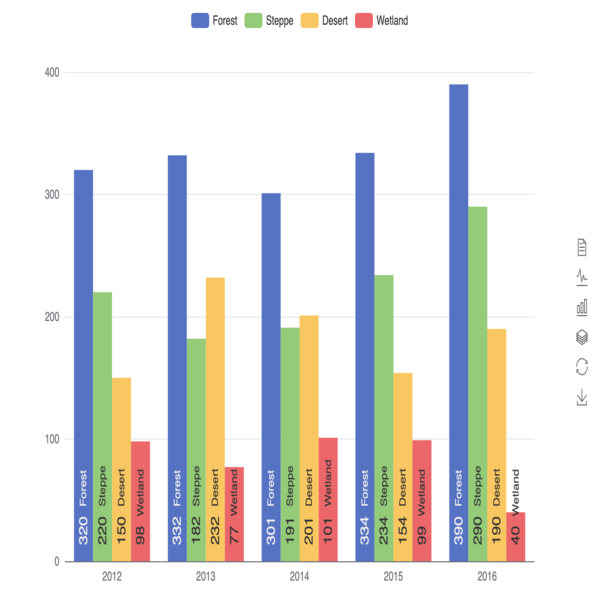 Forest Steppe Desert Wetland
400
300
200
100
0
320 Forest
220 Steppe
150 Desert
98 Wetland
332 Forest
182 Steppe
232 Desert
77 Wetland
301 Forest
191 Steppe
201 Desert
101 Wetland
334 Forest
234 Steppe
154 Desert
99 Wetland
390 Forest
290 Steppe
190 Desert
40 Wetland
2012 2013 2014 2015 2016